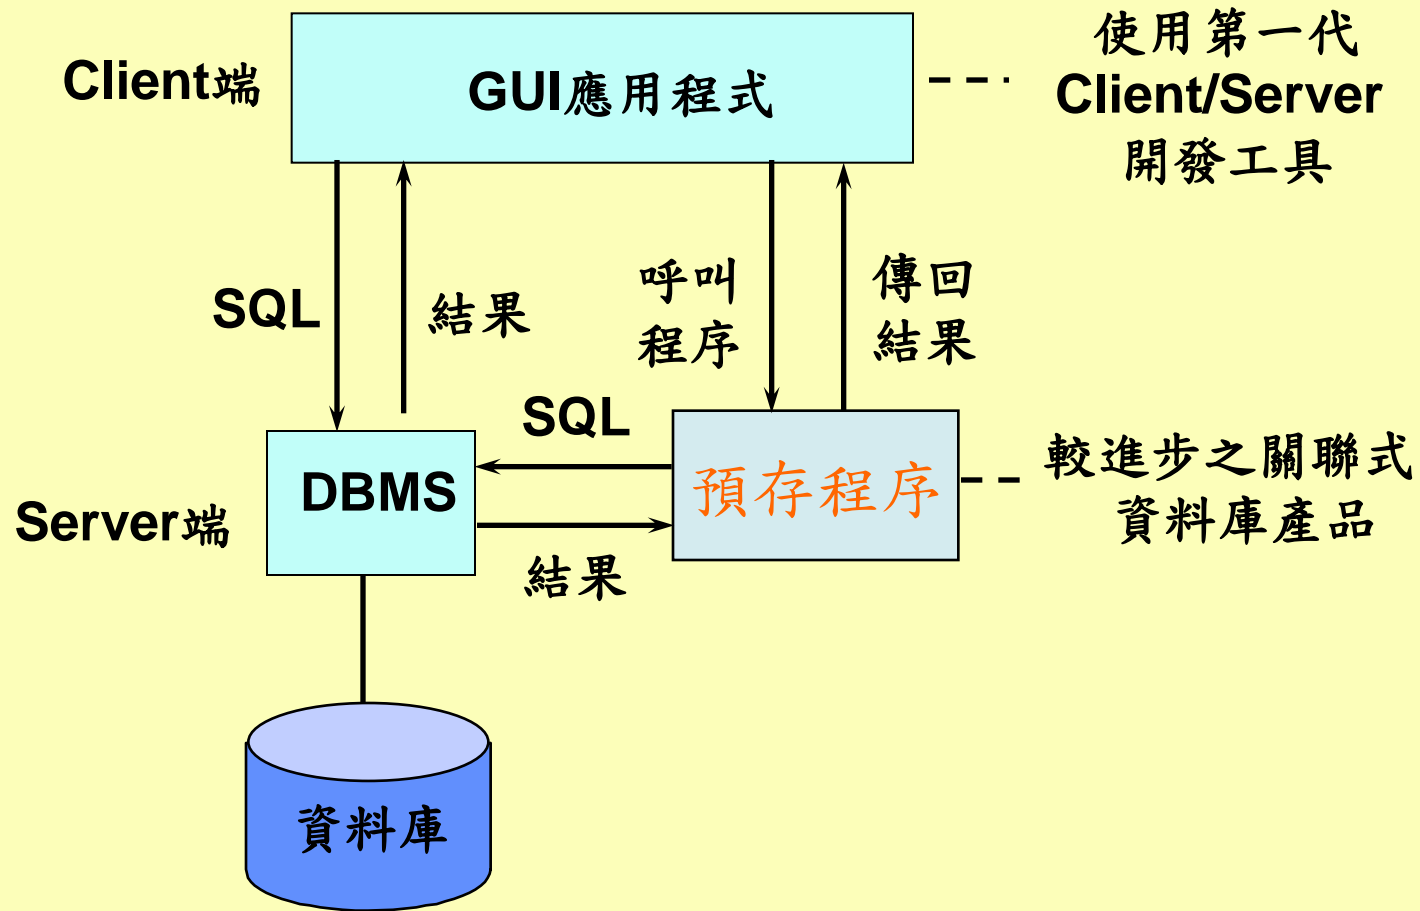 使用第一代
Client/Server
開發工具
Client端
GUI應用程式
SQL
結果
呼叫
程序
傳回
結果
SQL
預存程序
較進步之關聯式
資料庫產品
DBMS
Server端
結果
資料庫